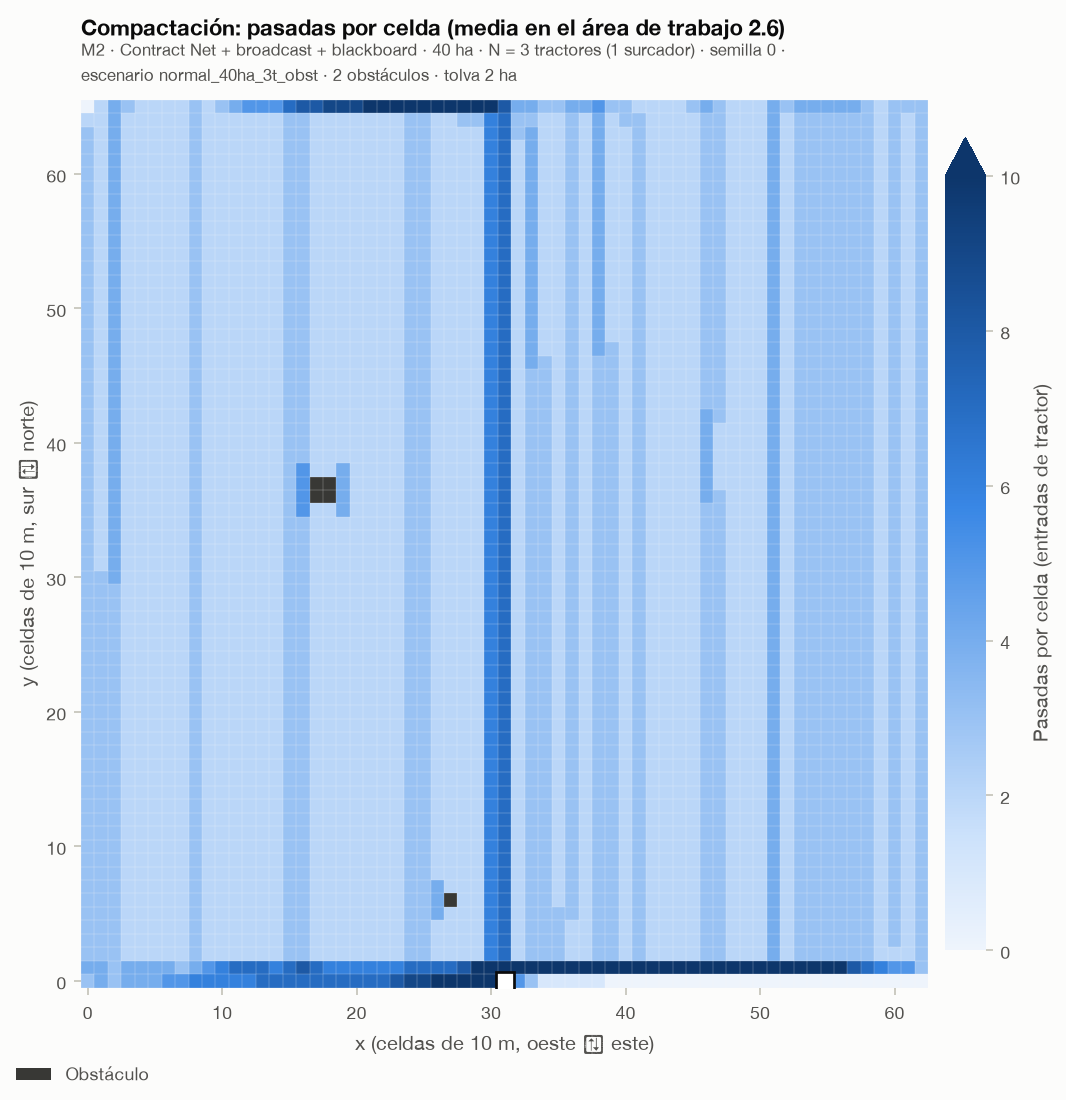 Compactación: pasadas por celda (media en el área de trabajo 2.6)
M2 · Contract Net + broadcast + blackboard · 40 ha · N = 3 tractores (1 surcador) · semilla 0 ·
escenario normal_40ha_3t_obst · 2 obstáculos · tolva 2 ha
60
50
40
30
20
10
0
y (celdas de 10 m, sur ⍰ norte)
0
10
20
30
40
50
60
x (celdas de 10 m, oeste ⍰ este)
10
8
6
4
2
0
Pasadas por celda (entradas de tractor)
Obstáculo